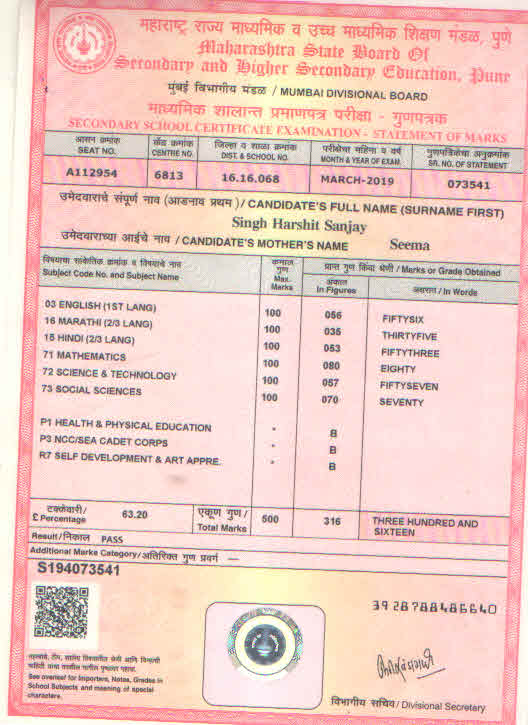 महाराष्ट्र राज्य माध्यमिक व उच्च माध्यमिक शिक्षण मंडळ, पुणे
Maharashtra State Board Of
Secondary and Higher Secondary Education, Pune
मुंबई विभागीय मंडळ / MUMBAI DIVISIONAL BOARD
माध्यमिक शालान्त प्रमाणपत्र परीक्षा - गुणपत्रक
SECONDARY SCHOOL CERTIFICATE EXAMINATION - STATEMENT OF MARKS
आसन क्रमांक केंद्र क्रमांक जिल्हा व शाळा क्रमांक परीक्षेचा महिना व वर्ष गुणपत्रिकेचा अनुक्रमांक
SEAT NO. CENTRE NO. DIST. & SCHOOL NO. MONTH & YEAR OF EXAM SR. NO. OF STATEMENT
A112954 6813 16.16.068 MARCH-2019 073541
उमेदवाराचे संपूर्ण नाव (आडनाव प्रथम) / CANDIDATE'S FULL NAME (SURNAME FIRST)
Singh Harshit Sanjay
उमेदवाराच्या आईचे नाव / CANDIDATE'S MOTHER'S NAME Seema
विषयाचा सांकेतिक क्रमांक व विषयाचे नाव
Subject Code No. and Subject Name
कमाल गुण
Max. Marks
प्राप्त गुण किंवा श्रेणी / Marks or Grade Obtained
अंकात
In Figures
अक्षरात / In Words
03 ENGLISH (1ST LANG) 100 056 FIFTYSIX
16 MARATHI (2/3 LANG) 100 035 THIRTYFIVE
15 HINDI (2/3 LANG) 100 053 FIFTYTHREE
71 MATHEMATICS 100 080 EIGHTY
72 SCIENCE & TECHNOLOGY 100 057 FIFTYSEVEN
73 SOCIAL SCIENCES 100 070 SEVENTY
P1 HEALTH & PHYSICAL EDUCATION * B
P3 NCC/SEA CADET CORPS * B
R7 SELF DEVELOPMENT & ART APPRE. * B
टक्केवारी/
£ Percentage 63.20
एकूण गुण/
Total Marks 500 316 THREE HUNDRED AND
SIXTEEN
Result/निकाल PASS
Additional Marks Category/अतिरिक्त गुण प्रवर्ग —
S194073541
39 28788486640
See overleaf for Importers, Notes, Grades in
School Subjects and meaning of special
characters.
विभागीय सचिव / Divisional Secretary